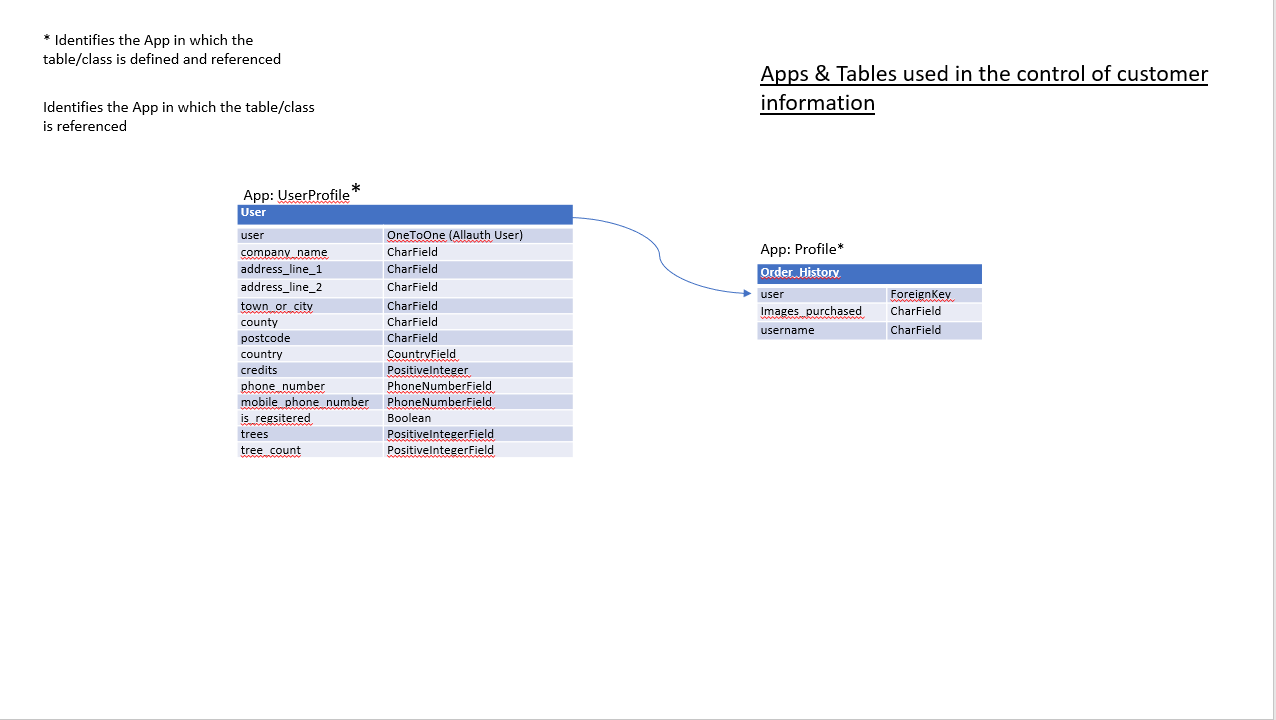 * Identifies the App in which the
table/class is defined and referenced
Identifies the App in which the table/class
is referenced
Apps & Tables used in the control of customer
information
App: UserProfile*
User
user OneToOne (Allauth User)
company_name CharField
address_line_1 CharField
address_line_2 CharField
town_or_city CharField
county CharField
postcode CharField
country CountryField
credits PositiveInteger
phone_number PhoneNumberField
mobile_phone_number PhoneNumberField
is_regsitered Boolean
trees PositiveIntegerField
tree_count PositiveIntegerField
App: Profile*
Order_History
user ForeignKey
Images_purchased CharField
username CharField